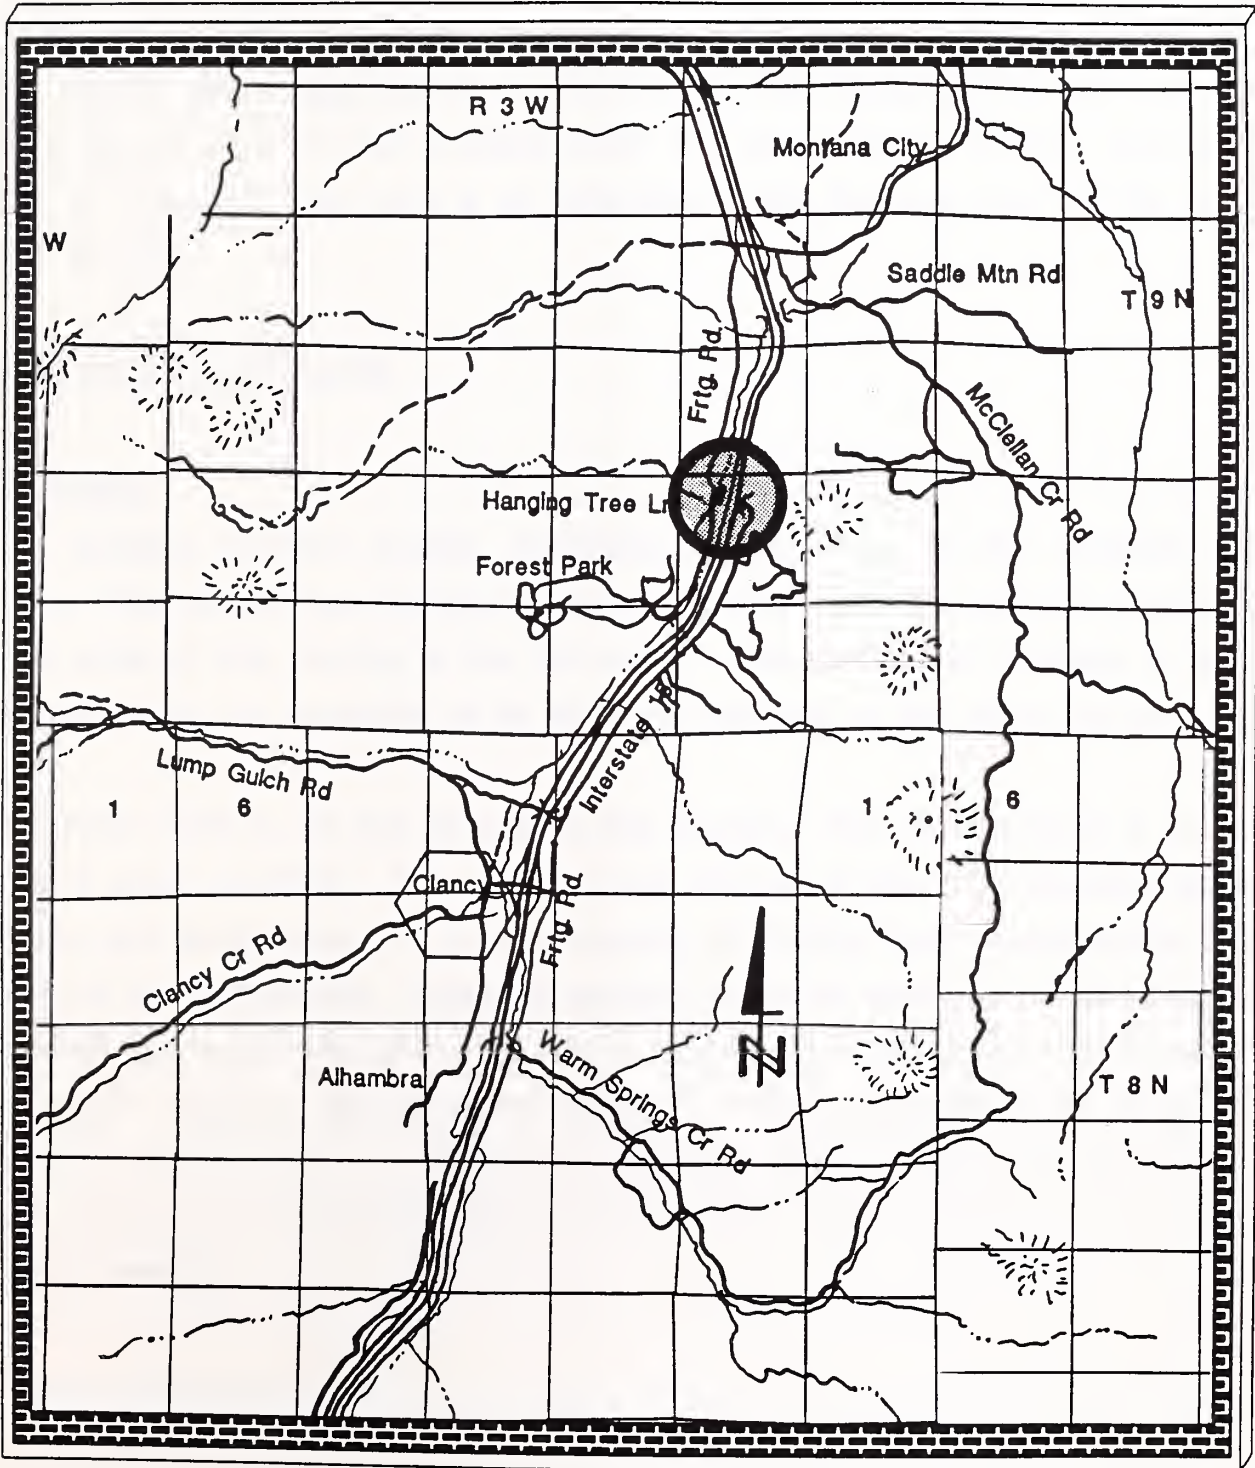 R 3 W
Montana City
W
Saddle Mtn Rd
T 9 N
Frtg. Rd.
McClellan Cr Rd
Hanging Tree Ln
Forest Park
Interstate 15
Lump Gulch Rd
1
6
1
6
Clancy
Frtg. Rd.
Clancy Cr Rd
N
Warm Springs Cr Rd
Alhambra
T 8 N